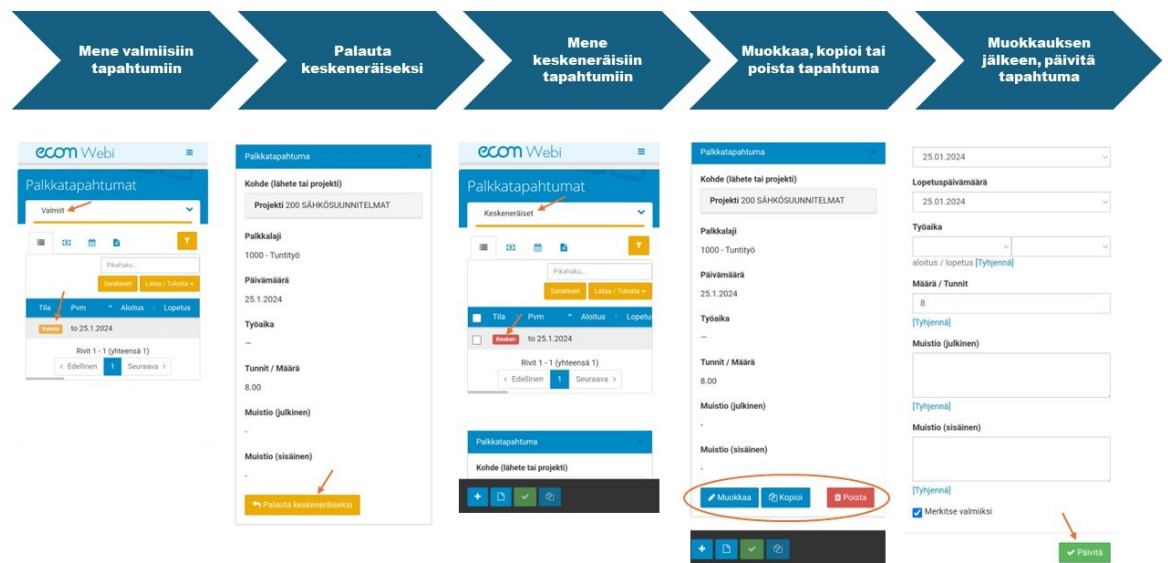 Mene valmiisiin
tapahtumiin
Palauta
keskeneräiseksi
Mene
keskeneräisiin
tapahtumiin
Muokkaa, kopioi tai
poista tapahtuma
Muokkauksen
jälkeen, päivitä
tapahtuma
ecom Webi
Palkkatapahtumat
Valmiit
Pikahaku...
Sarakkeet Lataa / Tulosta
Tila Pvm Aloitus Lopetus
Valmis to 25.1.2024
Rivit 1 - 1 (yhteensä 1)
< Edellinen 1 Seuraava >
Palkkatapahtuma
Kohde (lähete tai projekti)
Projekti 200 SÄHKÖSUUNNITELMAT
Palkkalaji
1000 - Tuntityö
Päivämäärä
25.1.2024
Työaika
—
Tunnit / Määrä
8.00
Muistio (julkinen)
-
Muistio (sisäinen)
-
Palauta keskeneräiseksi
ecom Webi
Palkkatapahtumat
Keskeneräiset
Pikahaku...
Sarakkeet Lataa / Tulosta
Tila Pvm Aloitus Lopetu
Kesken to 25.1.2024
Rivit 1 - 1 (yhteensä 1)
< Edellinen 1 Seuraava >
Palkkatapahtuma
Kohde (lähete tai projekti)
Palkkatapahtuma
Kohde (lähete tai projekti)
Projekti 200 SÄHKÖSUUNNITELMAT
Palkkalaji
1000 - Tuntityö
Päivämäärä
25.1.2024
Työaika
—
Tunnit / Määrä
8.00
Muistio (julkinen)
-
Muistio (sisäinen)
-
Muokkaa Kopioi Poista
25.01.2024
Lopetuspäivämäärä
25.01.2024
Työaika
aloitus / lopetus [Tyhjennä]
Määrä / Tunnit
8
[Tyhjennä]
Muistio (julkinen)
[Tyhjennä]
Muistio (sisäinen)
[Tyhjennä]
Merkitse valmiiksi
Päivitä